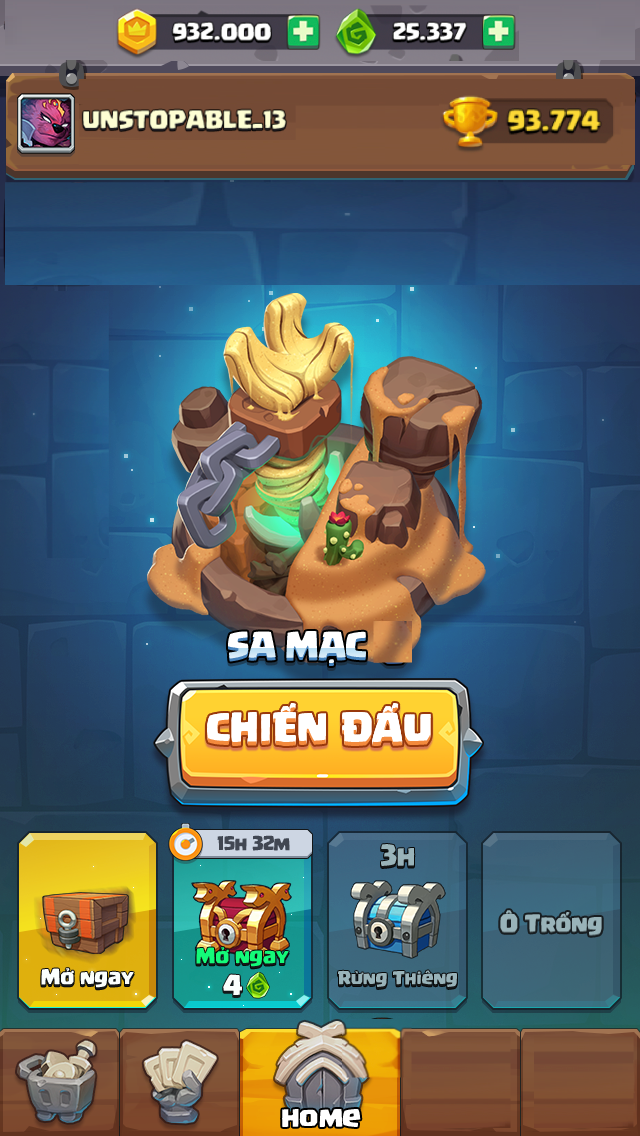 932.000
25.337
UNSTOPABLE_13
93.774
SA MẠC
CHIẾN ĐẤU
15H 32M
3H
Mở ngay
Mở ngay
4
Rừng Thiêng
Ô Trống
HOME